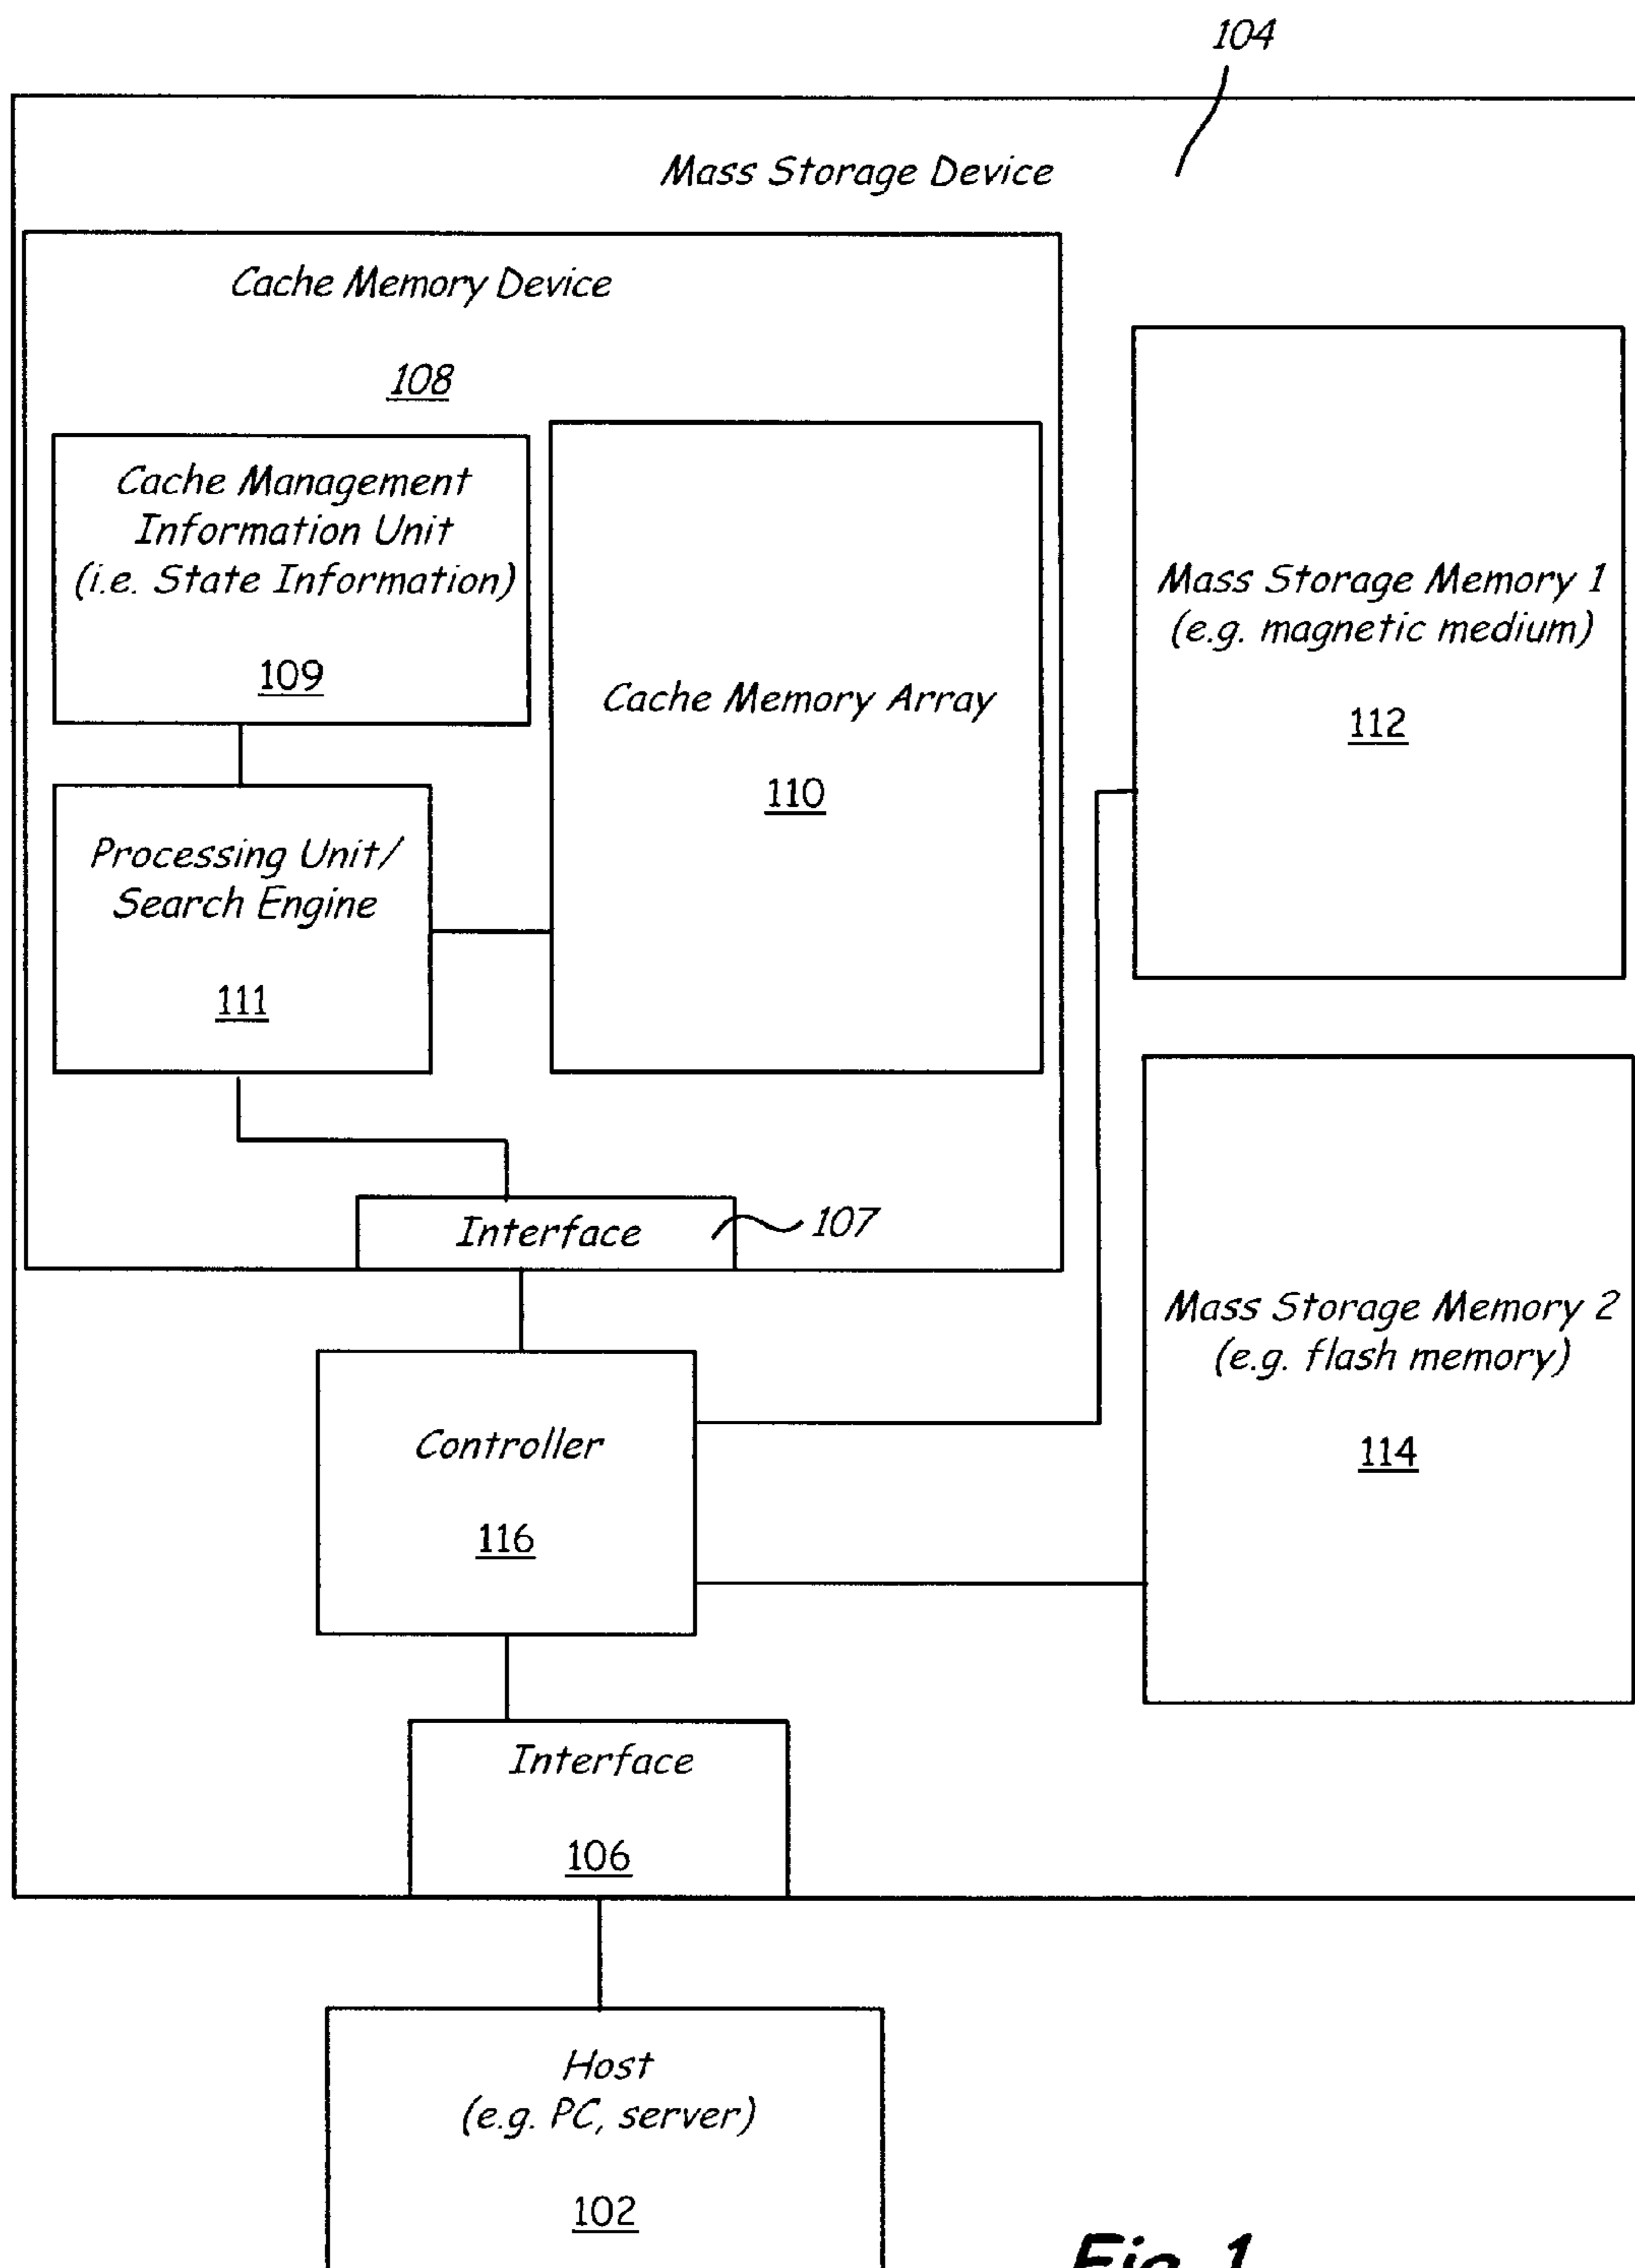 104
Mass Storage Device
Cache Memory Device
108
Cache Management
Information Unit
(i.e. State Information)
109
Cache Memory Array
110
Processing Unit/
Search Engine
111
Interface
107
Mass Storage Memory 1
(e.g. magnetic medium)
112
Mass Storage Memory 2
(e.g. flash memory)
114
Controller
116
Interface
106
Host
(e.g. PC, server)
102
Fig. 1